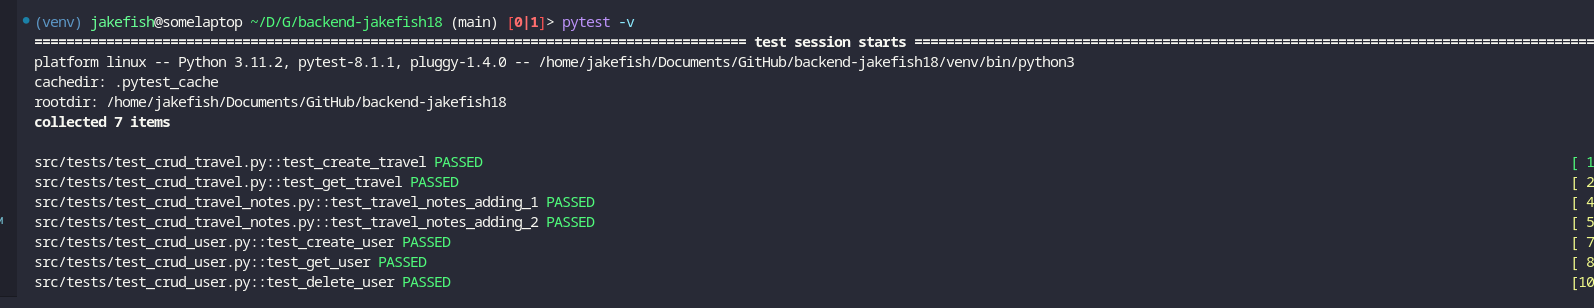 (venv) jakefish@somelaptop ~/D/G/backend-jakefish18 (main) [0|1]> pytest -v
========================================================================================= test session starts =====================================================================================
platform linux -- Python 3.11.2, pytest-8.1.1, pluggy-1.4.0 -- /home/jakefish/Documents/GitHub/backend-jakefish18/venv/bin/python3
cachedir: .pytest_cache
rootdir: /home/jakefish/Documents/GitHub/backend-jakefish18
collected 7 items
src/tests/test_crud_travel.py::test_create_travel PASSED [ 1
src/tests/test_crud_travel.py::test_get_travel PASSED [ 2
src/tests/test_crud_travel_notes.py::test_travel_notes_adding_1 PASSED [ 4
src/tests/test_crud_travel_notes.py::test_travel_notes_adding_2 PASSED [ 5
src/tests/test_crud_user.py::test_create_user PASSED [ 7
src/tests/test_crud_user.py::test_get_user PASSED [ 8
src/tests/test_crud_user.py::test_delete_user PASSED [10